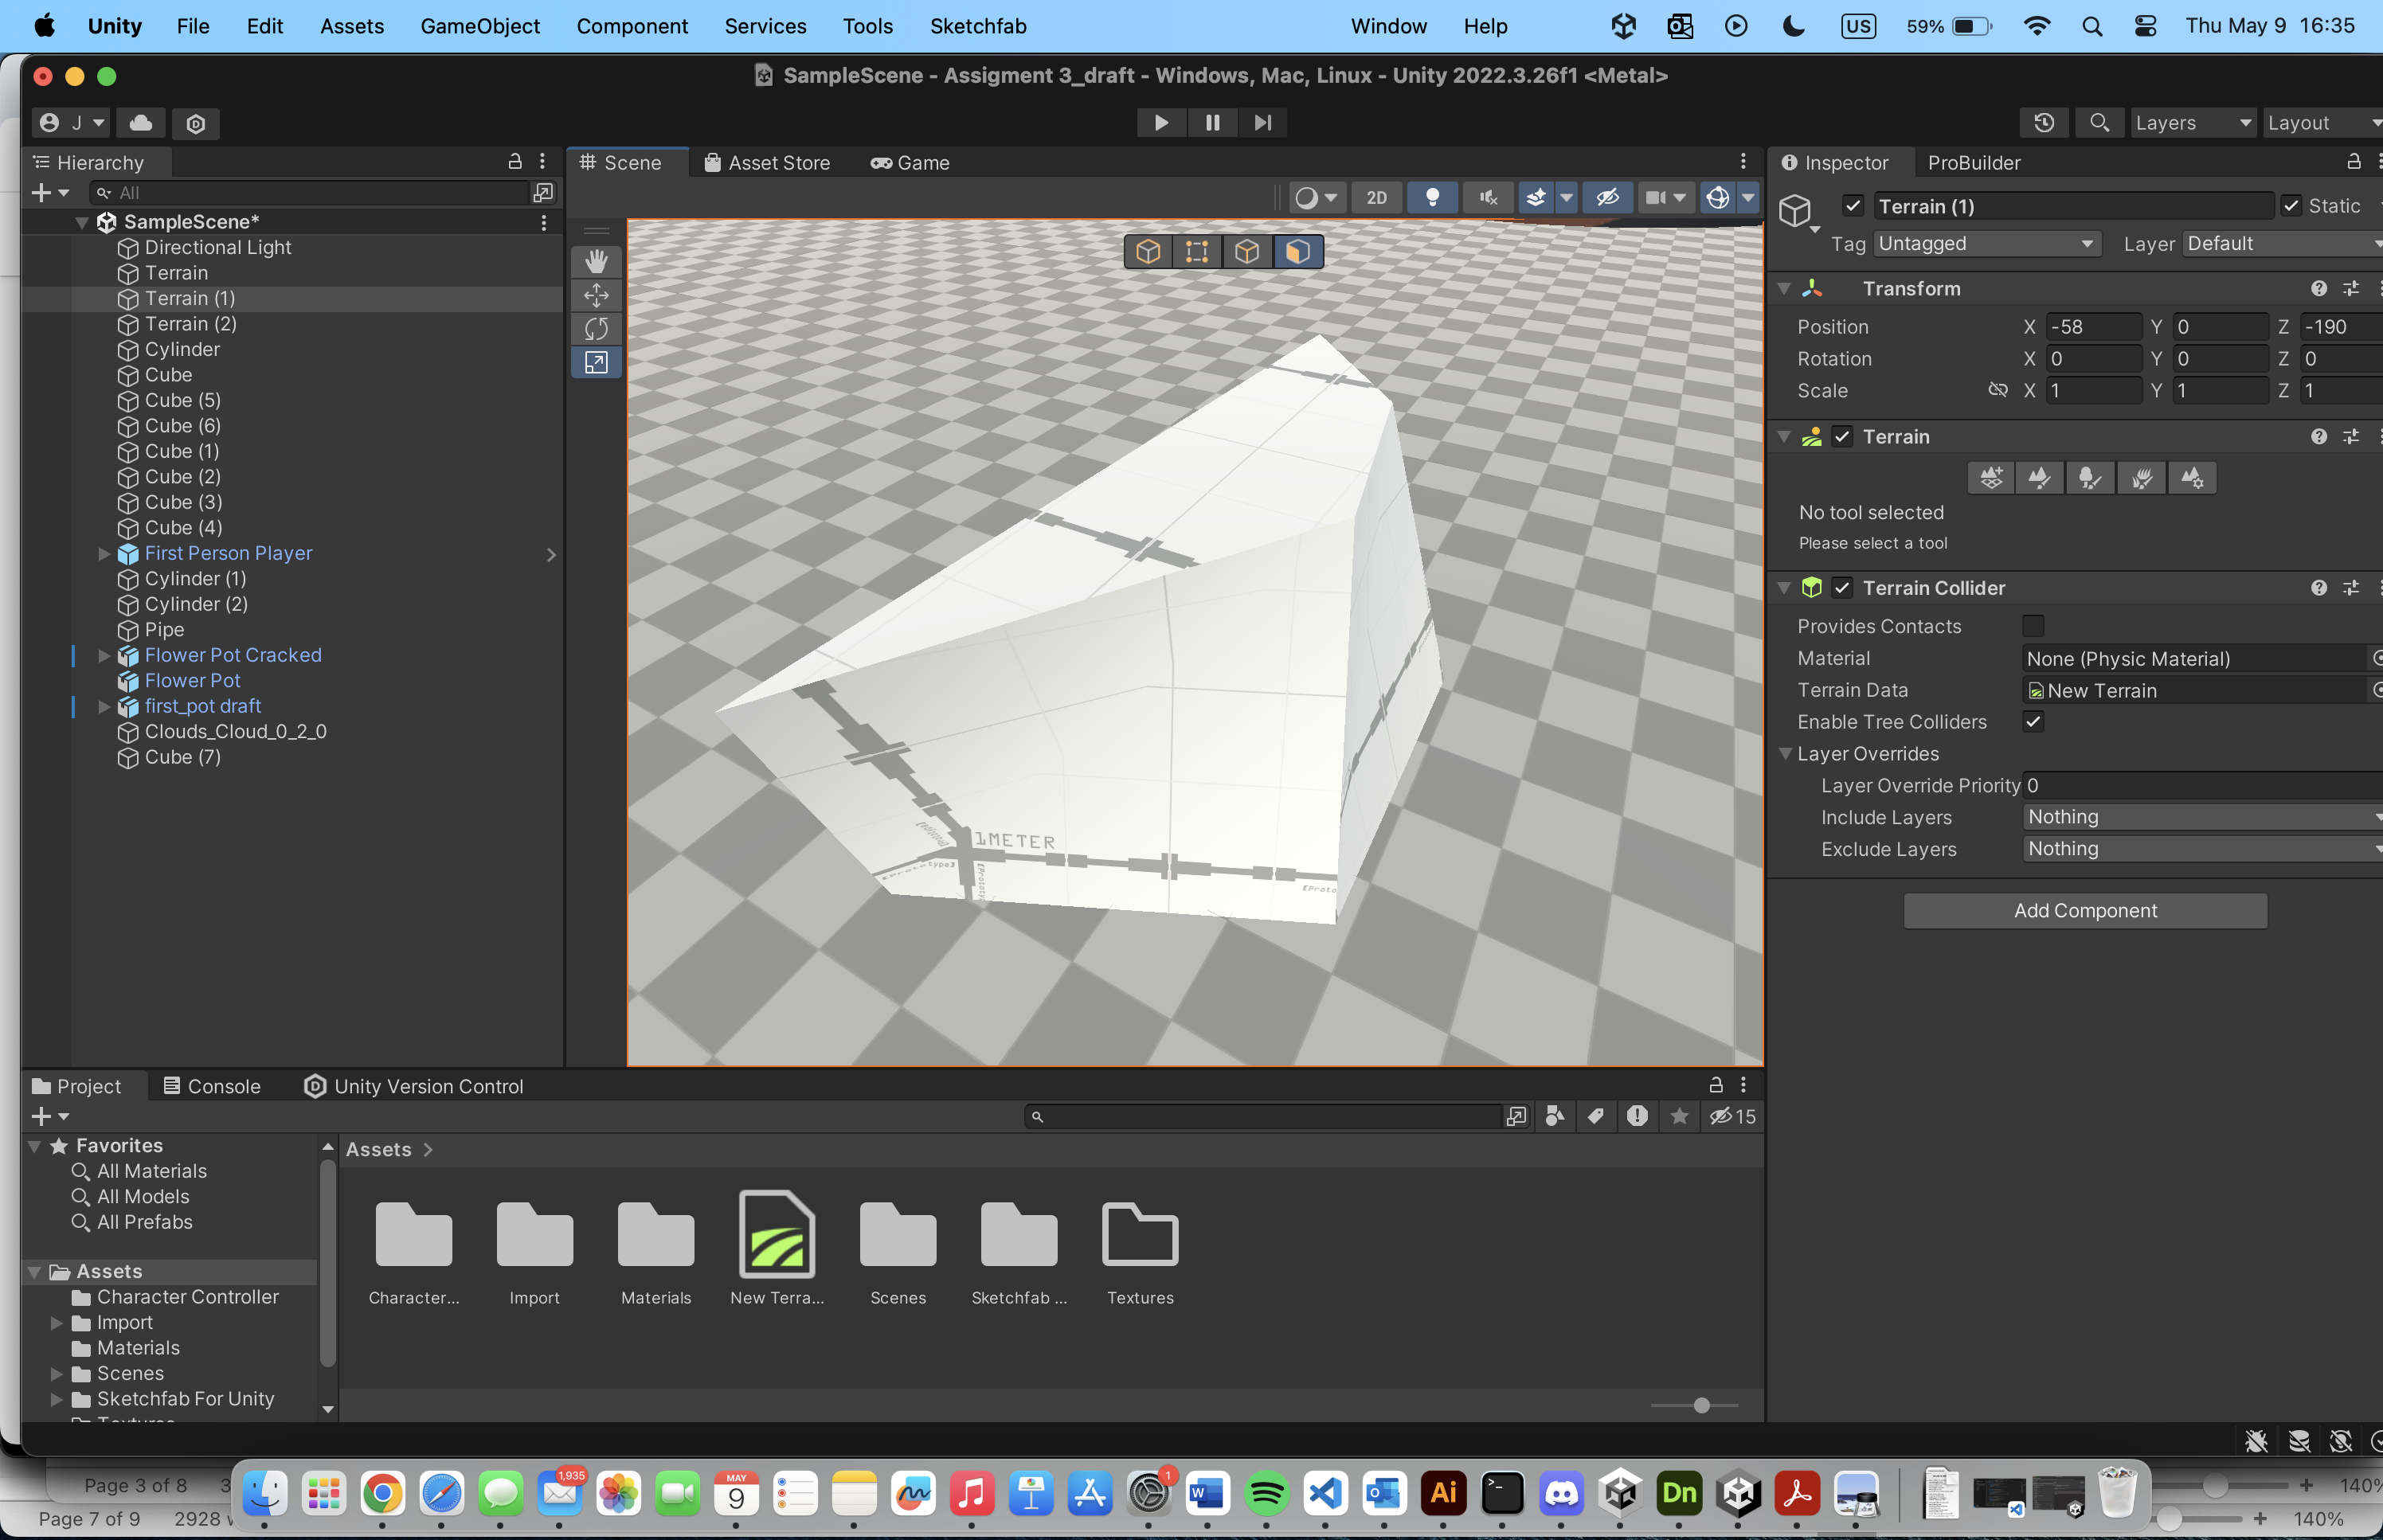 Unity File Edit Assets GameObject Component Services Tools Sketchfab Window Help US 59% Thu May 9 16:35
SampleScene - Assigment 3_draft - Windows, Mac, Linux - Unity 2022.3.26f1 <Metal>
J Layers Layout
Hierarchy
All
SampleScene*
Directional Light
Terrain
Terrain (1)
Terrain (2)
Cylinder
Cube
Cube (5)
Cube (6)
Cube (1)
Cube (2)
Cube (3)
Cube (4)
First Person Player
Cylinder (1)
Cylinder (2)
Pipe
Flower Pot Cracked
Flower Pot
first_pot draft
Clouds_Cloud_0_2_0
Cube (7)
Scene Asset Store Game
2D
1METER
Inspector ProBuilder
Terrain (1) Static
Tag Untagged Layer Default
Transform
Position X -58 Y 0 Z -190
Rotation X 0 Y 0 Z 0
Scale X 1 Y 1 Z 1
Terrain
No tool selected
Please select a tool
Terrain Collider
Provides Contacts
Material None (Physic Material)
Terrain Data New Terrain
Enable Tree Colliders
Layer Overrides
Layer Override Priority 0
Include Layers Nothing
Exclude Layers Nothing
Add Component
Project Console Unity Version Control
15
Favorites
All Materials
All Models
All Prefabs
Assets
Character Controller
Import
Materials
Scenes
Sketchfab For Unity
Textures
Assets >
Character... Import Materials New Terra... Scenes Sketchfab ... Textures
Page 3 of 8 3
140%
Page 7 of 9 2928 w
140%
1,935
MAY
9
1
W
Ai
Dn